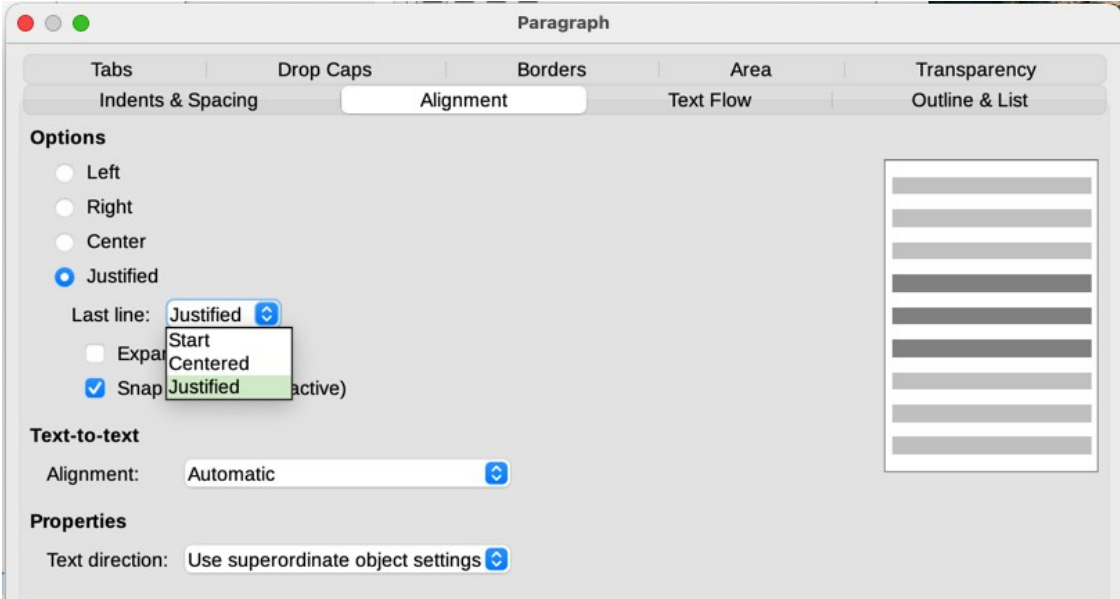 Paragraph
Tabs Drop Caps Borders Area Transparency
Indents & Spacing Alignment Text Flow Outline & List
Options
Left
Right
Center
Justified
Last line: Justified
Start
Expan
Centered
Snap Justified active)
Text-to-text
Alignment: Automatic
Properties
Text direction: Use superordinate object settings